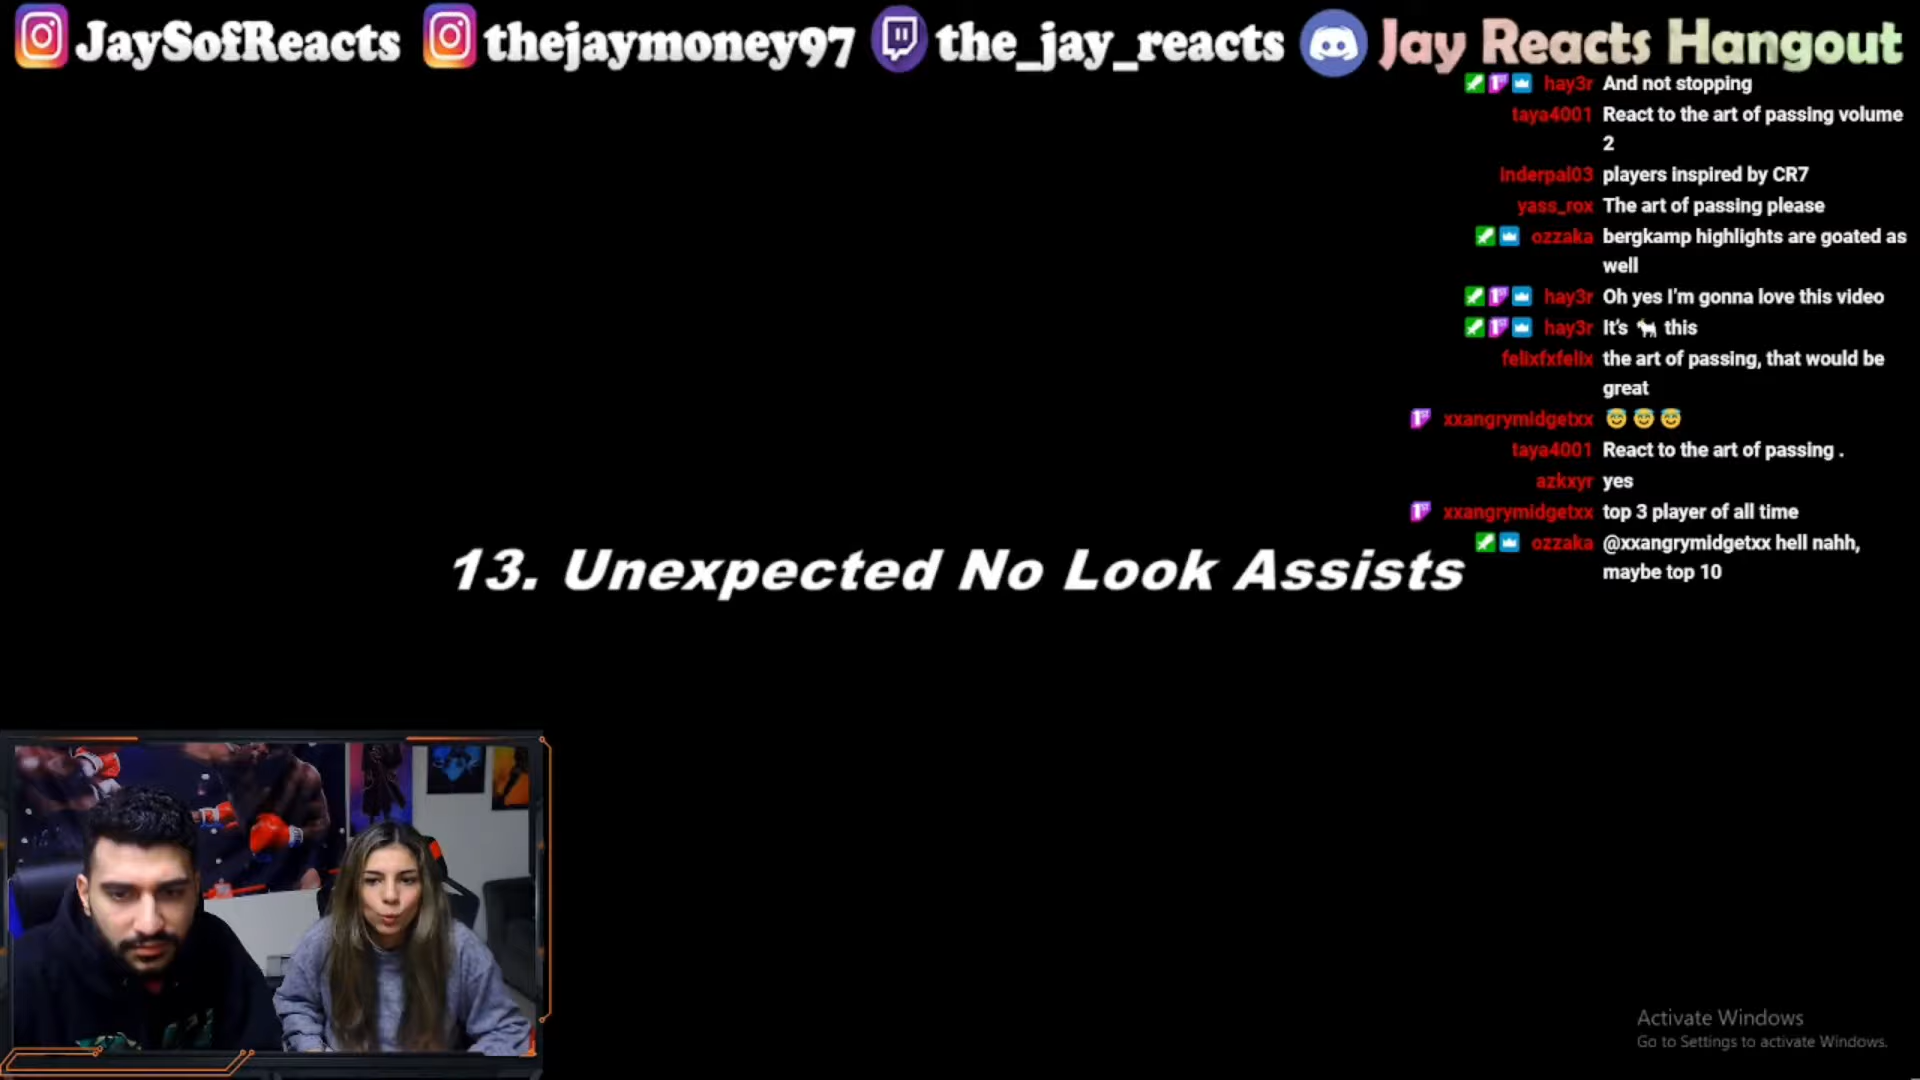 JaySofReacts thejaymoney97 the_jay_reacts Jay Reacts Hangout
hay3r And not stopping
taya4001 React to the art of passing volume
2
inderpal03 players inspired by CR7
yass_rox The art of passing please
ozzaka bergkamp highlights are goated as
well
hay3r Oh yes I'm gonna love this video
hay3r It's 🐐 this
felixfxfelix the art of passing, that would be
great
xxangrymidgetxx 😇 😇 😇
taya4001 React to the art of passing .
azkxyr yes
xxangrymidgetxx top 3 player of all time
ozzaka @xxangrymidgetxx hell nahh,
maybe top 10
13. Unexpected No Look Assists
Activate Windows
Go to Settings to activate Windows.